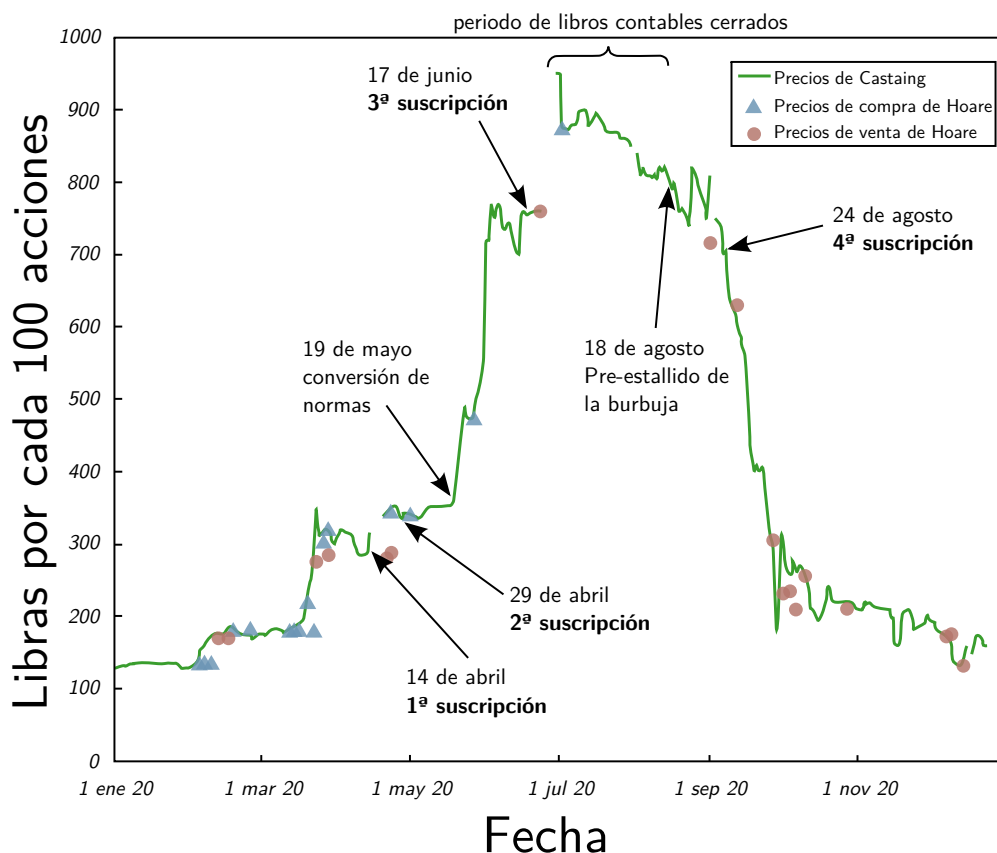 periodo de libros contables cerrados
1000
900
800
700
600
500
400
300
200
100
0
Libras por cada 100 acciones
17 de junio
3ª suscripción
Precios de Castaing
Precios de compra de Hoare
Precios de venta de Hoare
24 de agosto
4ª suscripción
19 de mayo
conversión de
normas
18 de agosto
Pre-estallido de
la burbuja
29 de abril
2ª suscripción
14 de abril
1ª suscripción
1 ene 20
1 mar 20
1 may 20
1 jul 20
1 sep 20
1 nov 20
Fecha